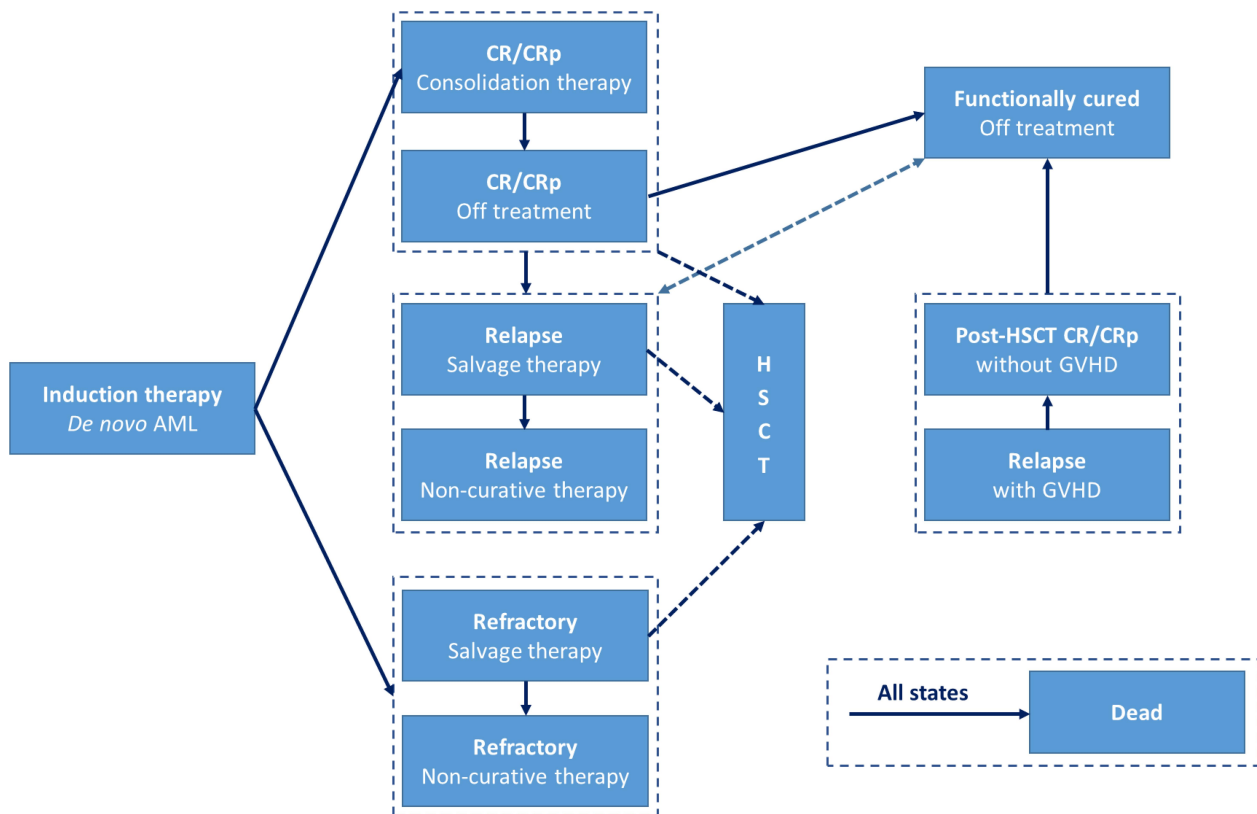 CR/CRp
Consolidation therapy
CR/CRp
Off treatment
Functionally cured
Off treatment
Induction therapy
De novo AML
Relapse
Salvage therapy
Relapse
Non-curative therapy
H
S
C
T
Post-HSCT CR/CRp
without GVHD
Relapse
with GVHD
Refractory
Salvage therapy
Refractory
Non-curative therapy
All states
Dead